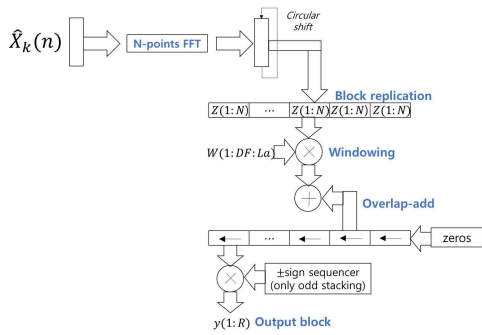 Circular
shift
X̂ₖ(n)
N-points FFT
Block replication
Z(1:N) ⋯ Z(1:N) Z(1:N) Z(1:N)
W(1:DF:La) × Windowing
+
Overlap-add
⋯
zeros
×
±sign sequencer
(only odd stacking)
y(1:R) Output block